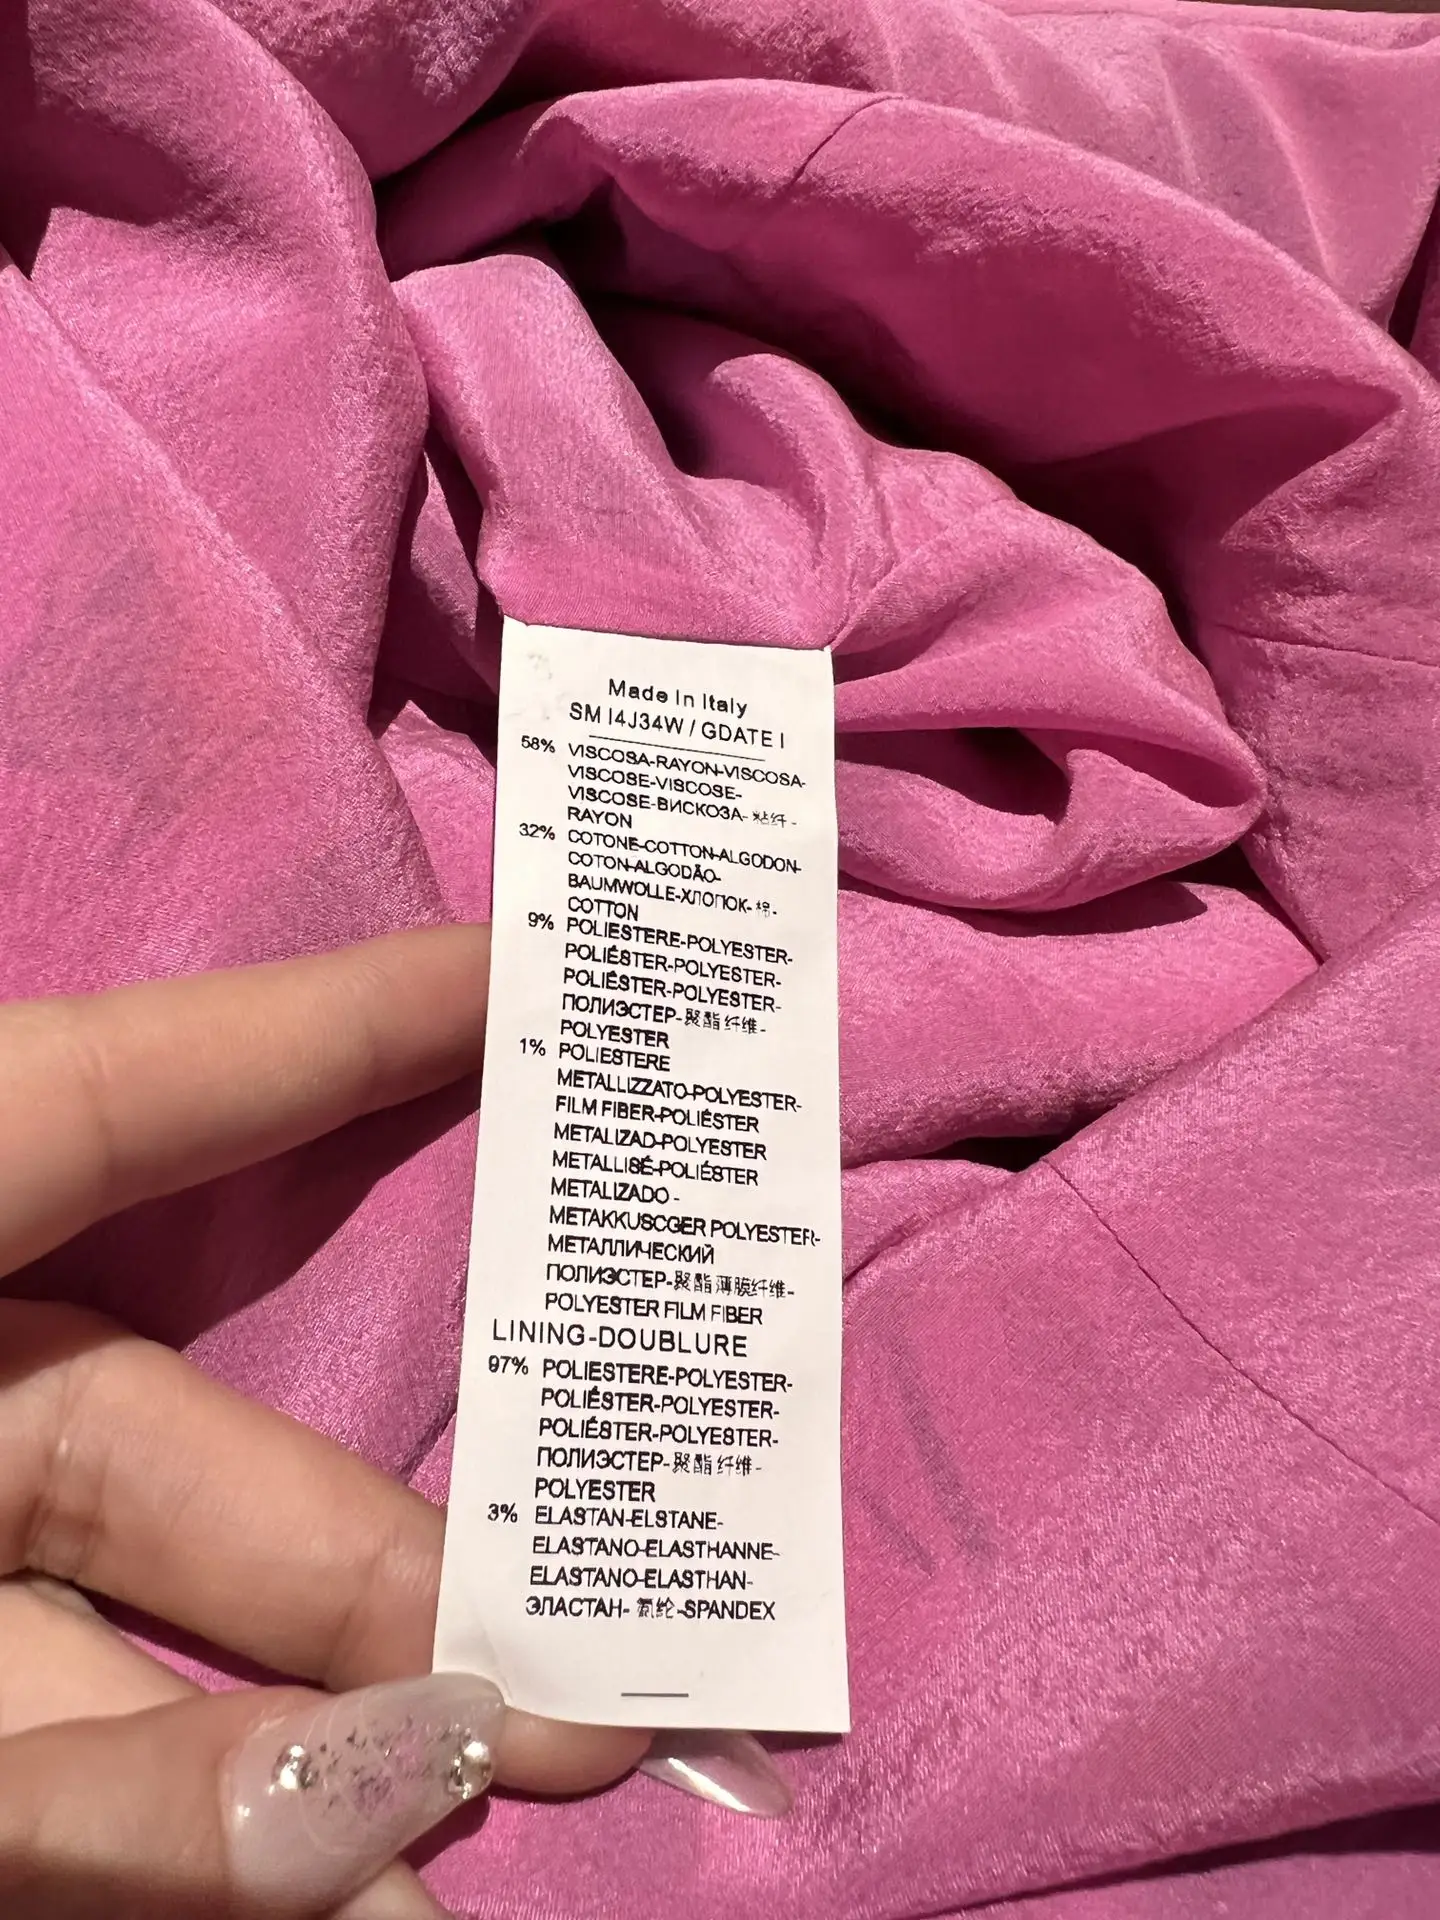 Made In Italy
SM I4J34W / GDATE I
58% VISCOSA-RAYON-VISCOSA-
VISCOSE-VISCOSE-
VISCOSE-ВИСКОЗА-粘纤-
RAYON
32% COTONE-COTTON-ALGODON-
COTON-ALGODÃO-
BAUMWOLLE-ХЛОПОК-棉-
COTTON
9% POLIESTERE-POLYESTER-
POLIÉSTER-POLYESTER-
POLIÉSTER-POLYESTER-
ПОЛИЭСТЕР-聚酯纤维-
POLYESTER
1% POLIESTERE
METALLIZZATO-POLYESTER-
FILM FIBER-POLIÉSTER
METALIZAD-POLYESTER
METALLISÉ-POLIÉSTER
METALIZADO -
METAKKUSCGER POLYESTER-
МЕТАЛЛИЧЕСКИЙ
ПОЛИЭСТЕР-聚酯薄膜纤维-
POLYESTER FILM FIBER
LINING-DOUBLURE
97% POLIESTERE-POLYESTER-
POLIÉSTER-POLYESTER-
POLIÉSTER-POLYESTER-
ПОЛИЭСТЕР-聚酯纤维-
POLYESTER
3% ELASTAN-ELSTANE-
ELASTANO-ELASTHANNE-
ELASTANO-ELASTHAN-
ЭЛАСТАН- 氨纶-SPANDEX